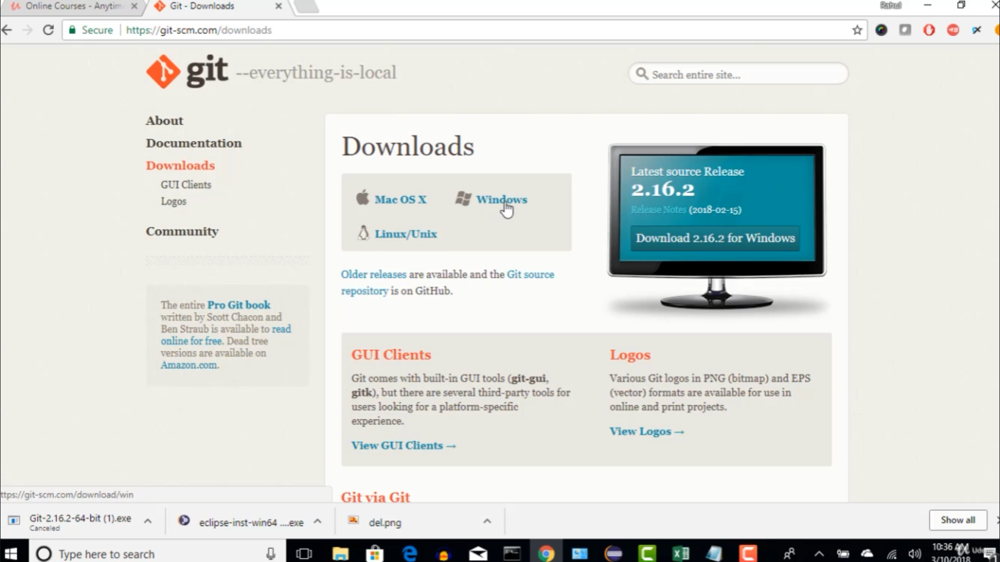 Online Courses - Anytim
Git - Downloads
Rahul
Secure
https://git-scm.com/downloads
git --everything-is-local
Search entire site...
About
Documentation
Downloads
GUI Clients
Logos
Community
The entire Pro Git book
written by Scott Chacon and
Ben Straub is available to read
online for free. Dead tree
versions are available on
Amazon.com.
Downloads
Mac OS X
Windows
Linux/Unix
Older releases are available and the Git source
repository is on GitHub.
Latest source Release
2.16.2
Release Notes (2018-02-15)
Download 2.16.2 for Windows
GUI Clients
Git comes with built-in GUI tools (git-gui,
gitk), but there are several third-party tools for
users looking for a platform-specific
experience.
View GUI Clients →
Logos
Various Git logos in PNG (bitmap) and EPS
(vector) formats are available for use in
online and print projects.
View Logos →
Git via Git
ttps://git-scm.com/download/win
Git-2.16.2-64-bit (1).exe
Canceled
eclipse-inst-win64 ....exe
del.png
Show all
Type here to search
10:36 AM
3/10/2018